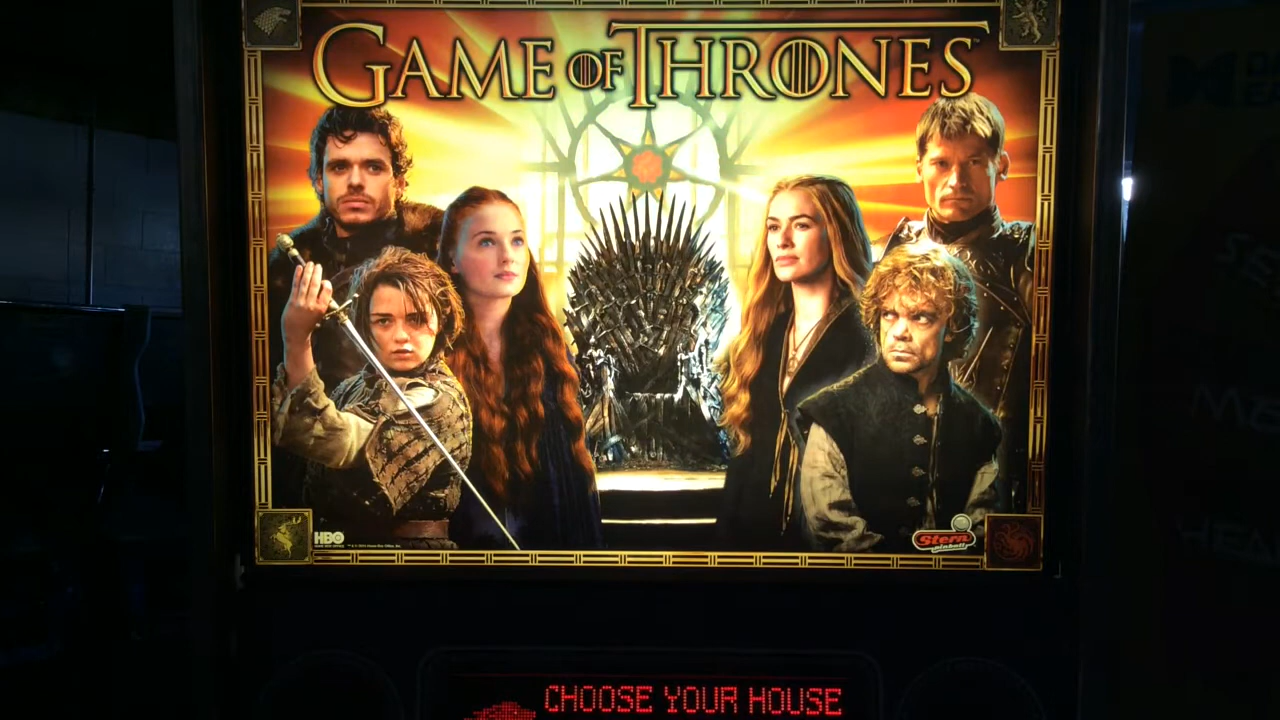 GAME OF THRONES
HBO
Stern
pinball
CHOOSE YOUR HOUSE